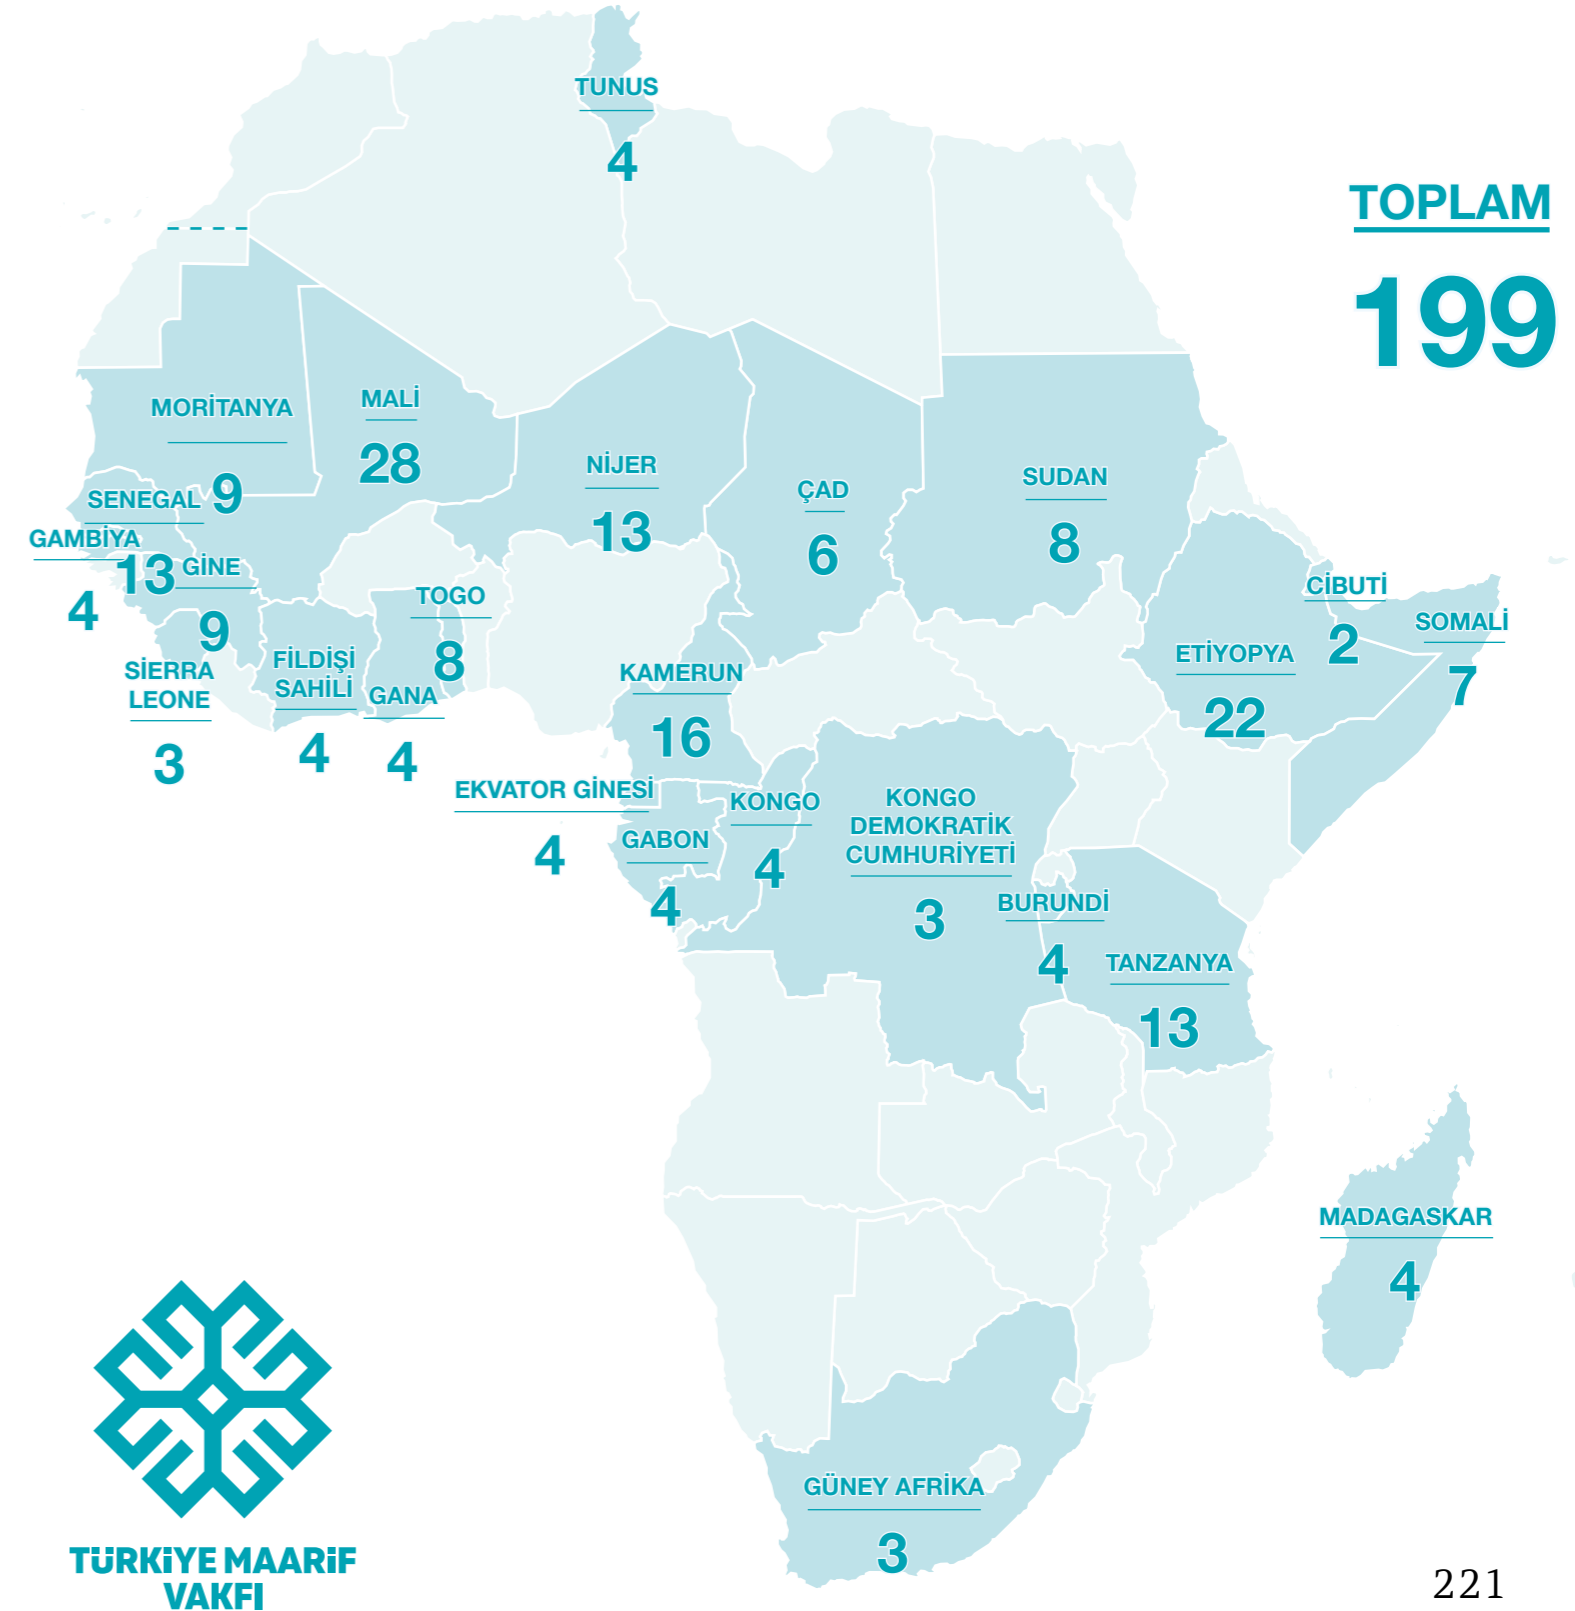 TUNUS
4
TOPLAM
199
MORİTANYA
9
MALİ
28
NİJER
13
ÇAD
6
SUDAN
8
SENEGAL
13
GAMBİYA
4
GİNE
9
TOGO
8
CİBUTİ
2
SOMALİ
7
ETİYOPYA
22
SİERRA
LEONE
3
FİLDİŞİ
SAHİLİ
4
GANA
4
KAMERUN
16
EKVATOR GİNESİ
4
GABON
4
KONGO
4
KONGO
DEMOKRATİK
CUMHURİYETİ
3
BURUNDİ
4
TANZANYA
13
MADAGASKAR
4
GÜNEY AFRİKA
3
TÜRKİYE MAARİF
VAKFI
221